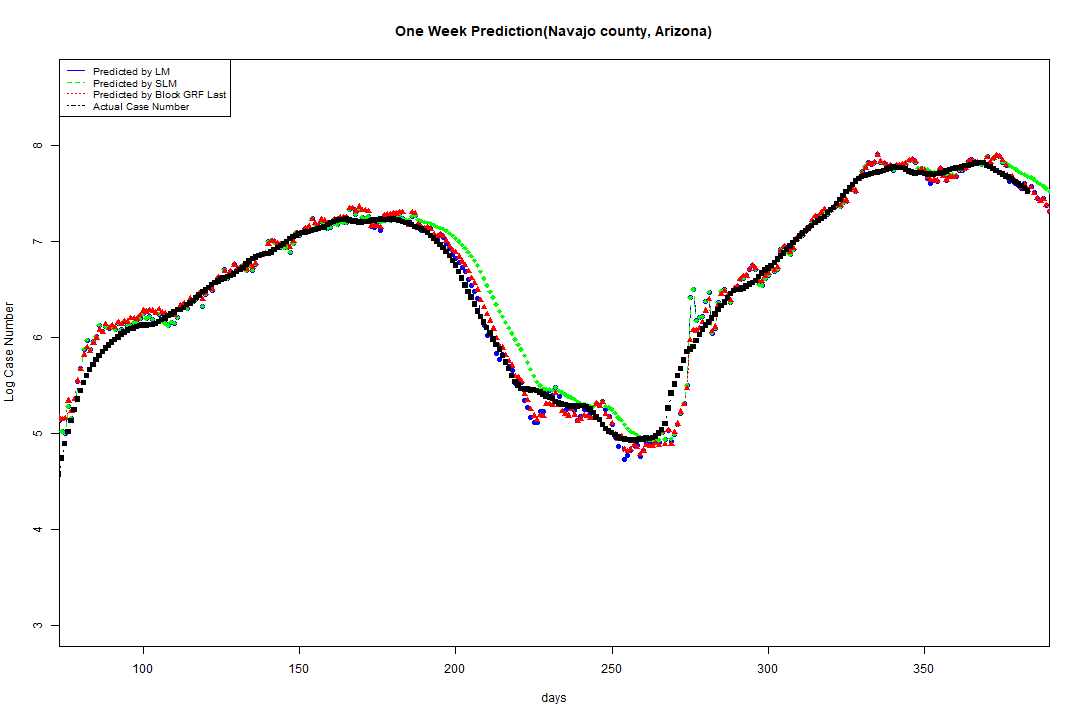 One Week Prediction(Navajo county, Arizona)
Predicted by LM
Predicted by SLM
Predicted by Block GRF Last
Actual Case Number
8
7
6
5
4
3
Log Case Number
100 150 200 250 300 350
days